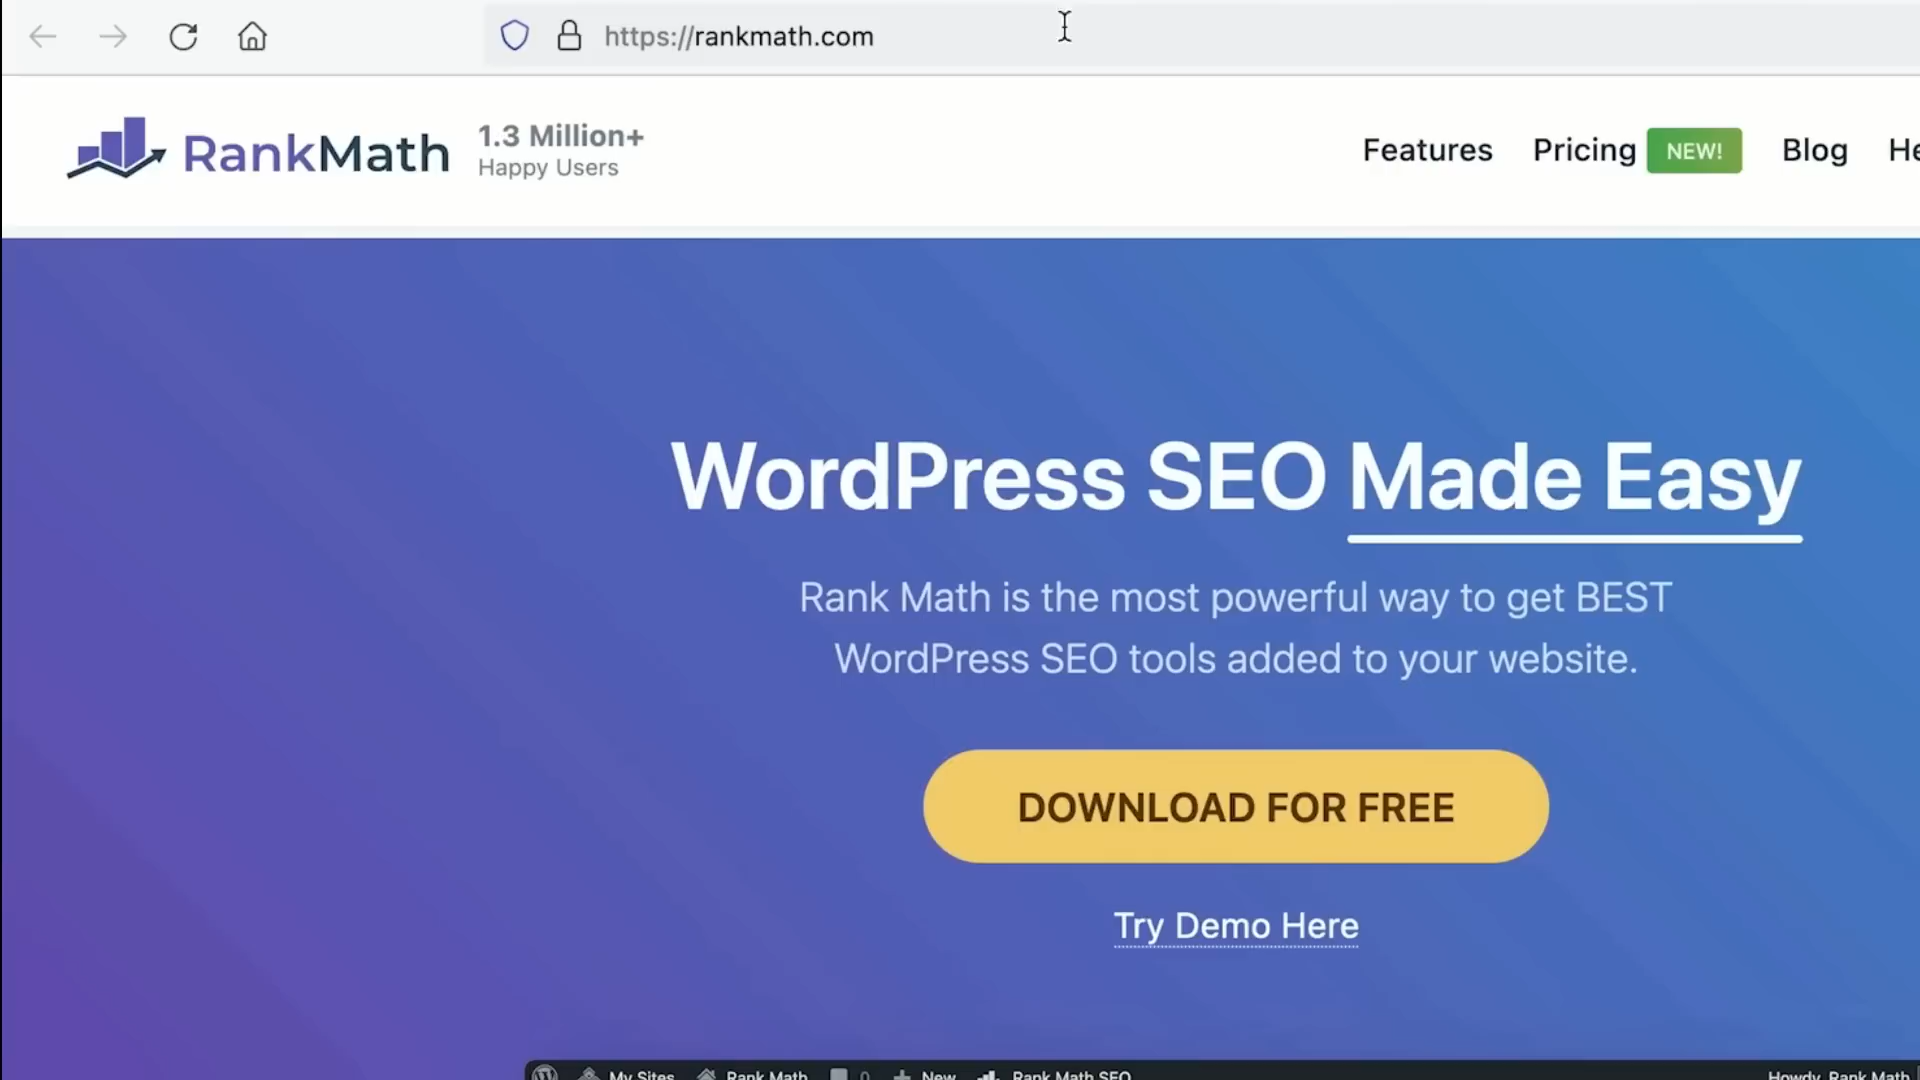 https://rankmath.com
RankMath
1.3 Million+
Happy Users
Features Pricing NEW! Blog
WordPress SEO Made Easy
Rank Math is the most powerful way to get BEST
WordPress SEO tools added to your website.
DOWNLOAD FOR FREE
Try Demo Here
My Sites Rank Math 0 New Rank Math SEO Howdy, Rank Math